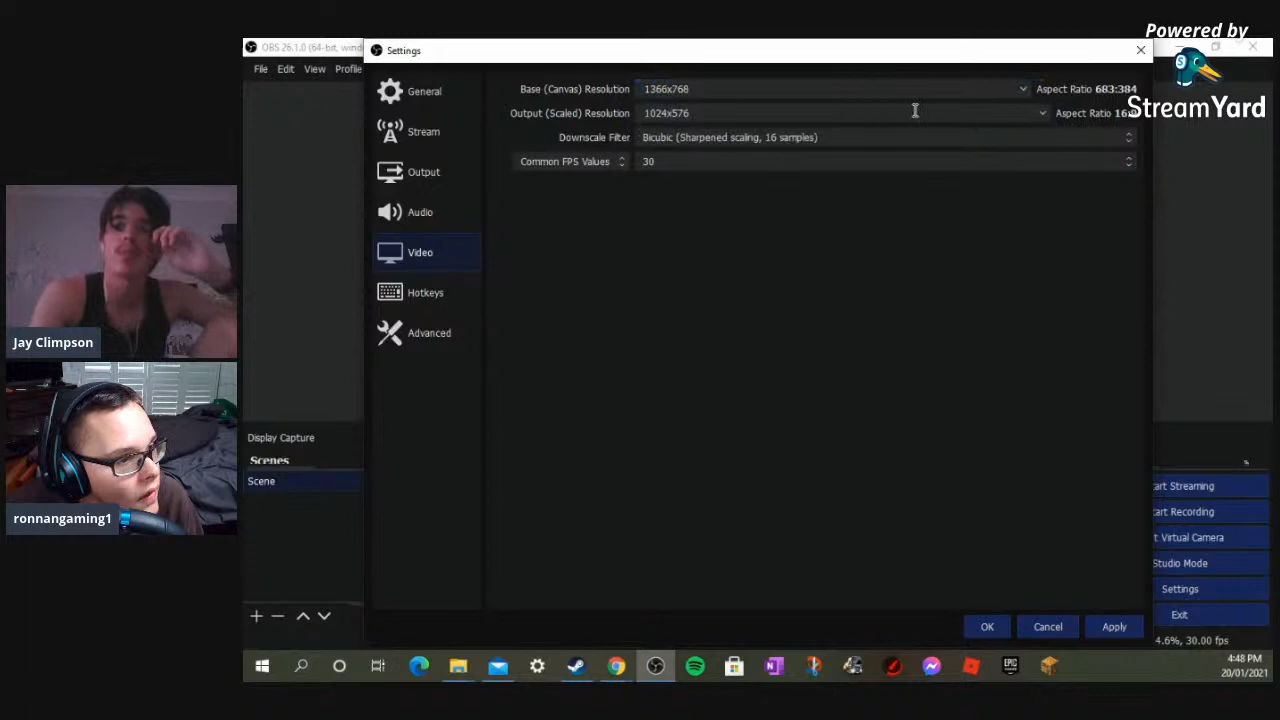 Powered by
StreamYard
OBS 26.1.0 (64-bit, wind
Settings
File Edit View Profile
General
Stream
Output
Audio
Video
Hotkeys
Advanced
Base (Canvas) Resolution 1366x768 Aspect Ratio 683:384
Output (Scaled) Resolution 1024x576 Aspect Ratio 16:9
Downscale Filter Bicubic (Sharpened scaling, 16 samples)
Common FPS Values 30
Jay Climpson
ronnangaming1
Display Capture
Scenes
Scene
tart Streaming
tart Recording
t Virtual Camera
Studio Mode
Settings
Exit
OK Cancel Apply
4.6%, 30.00 fps
EPIC
4:48 PM
20/01/2021